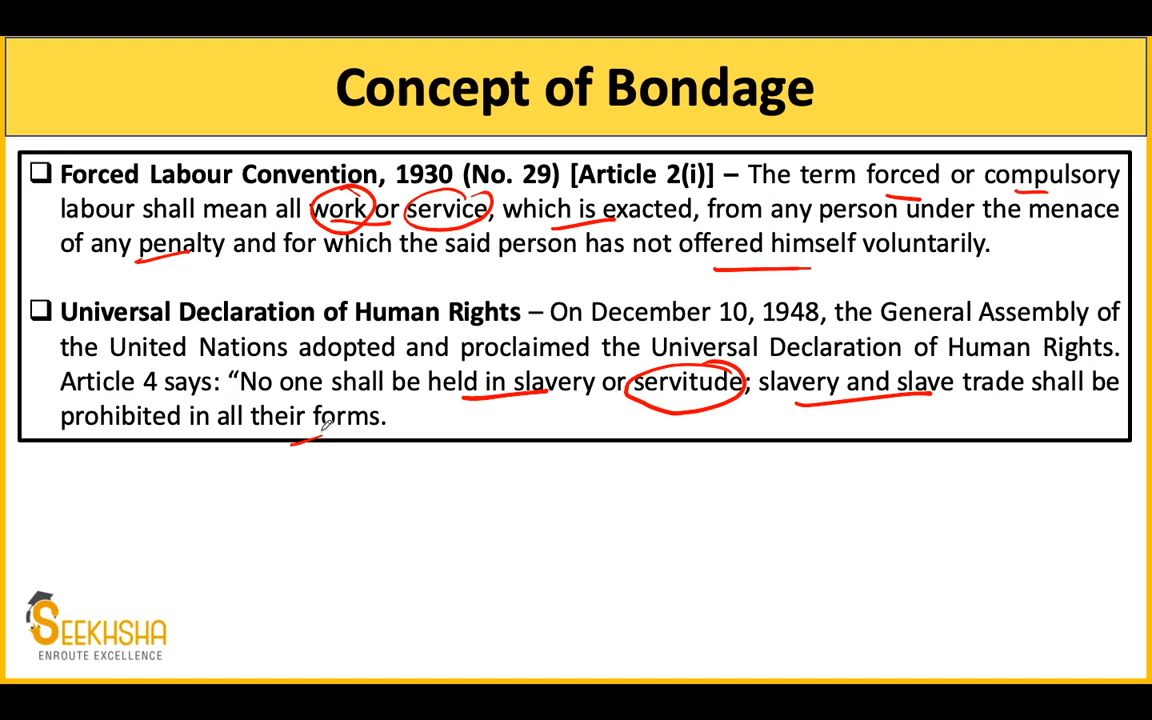 Concept of Bondage
❑ Forced Labour Convention, 1930 (No. 29) [Article 2(i)] – The term forced or compulsory
labour shall mean all work or service, which is exacted, from any person under the menace
of any penalty and for which the said person has not offered himself voluntarily.
❑ Universal Declaration of Human Rights – On December 10, 1948, the General Assembly of
the United Nations adopted and proclaimed the Universal Declaration of Human Rights.
Article 4 says: “No one shall be held in slavery or servitude; slavery and slave trade shall be
prohibited in all their forms.
SEEKHSHA
ENROUTE EXCELLENCE